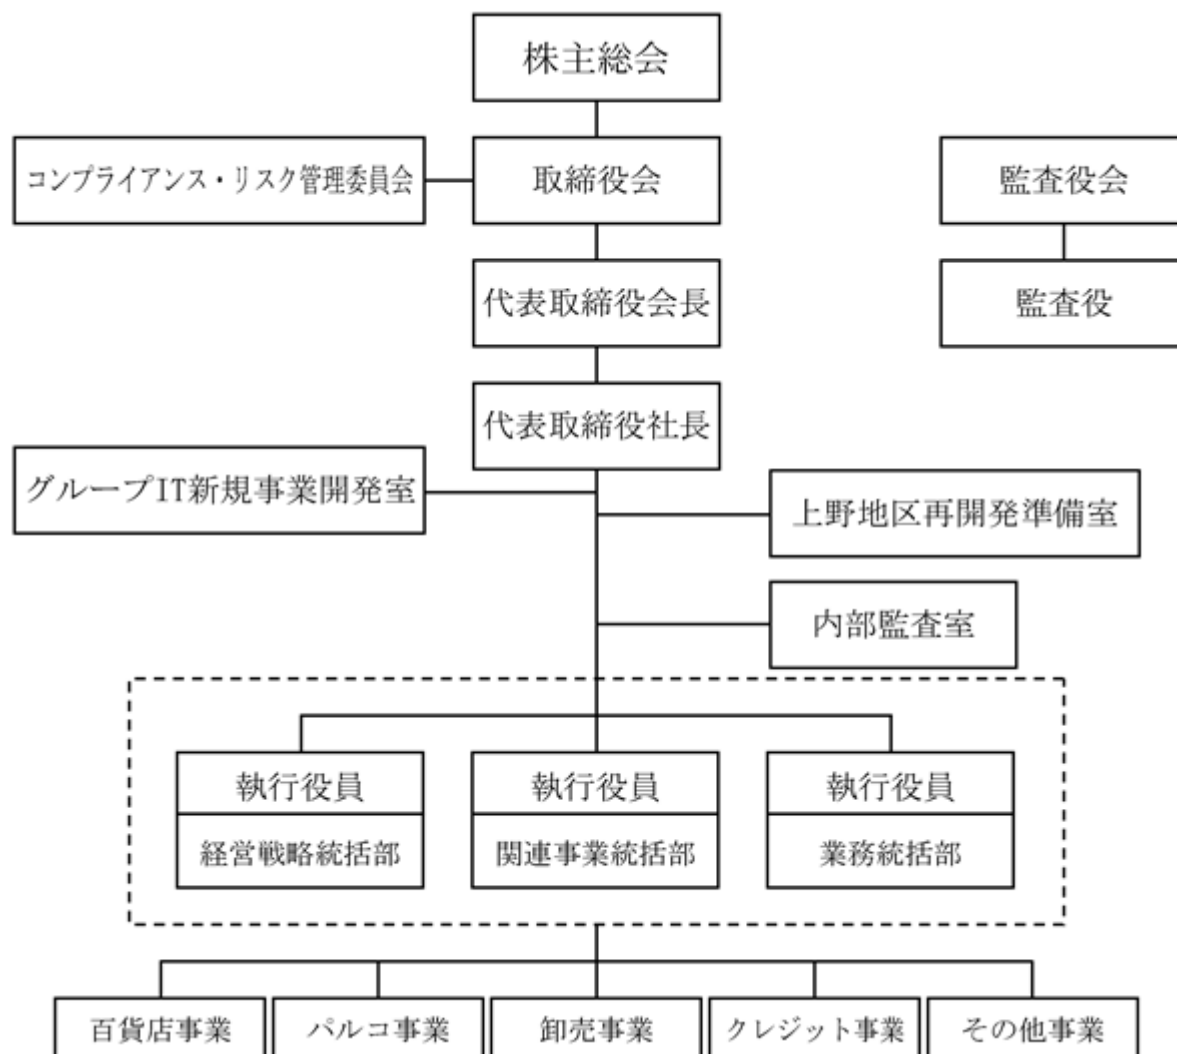 株主総会
コンプライアンス・リスク管理委員会
取締役会
監査役会
代表取締役会長
監査役
代表取締役社長
グループIT新規事業開発室
上野地区再開発準備室
内部監査室
執行役員
経営戦略統括部
執行役員
関連事業統括部
執行役員
業務統括部
百貨店事業
パルコ事業
卸売事業
クレジット事業
その他事業